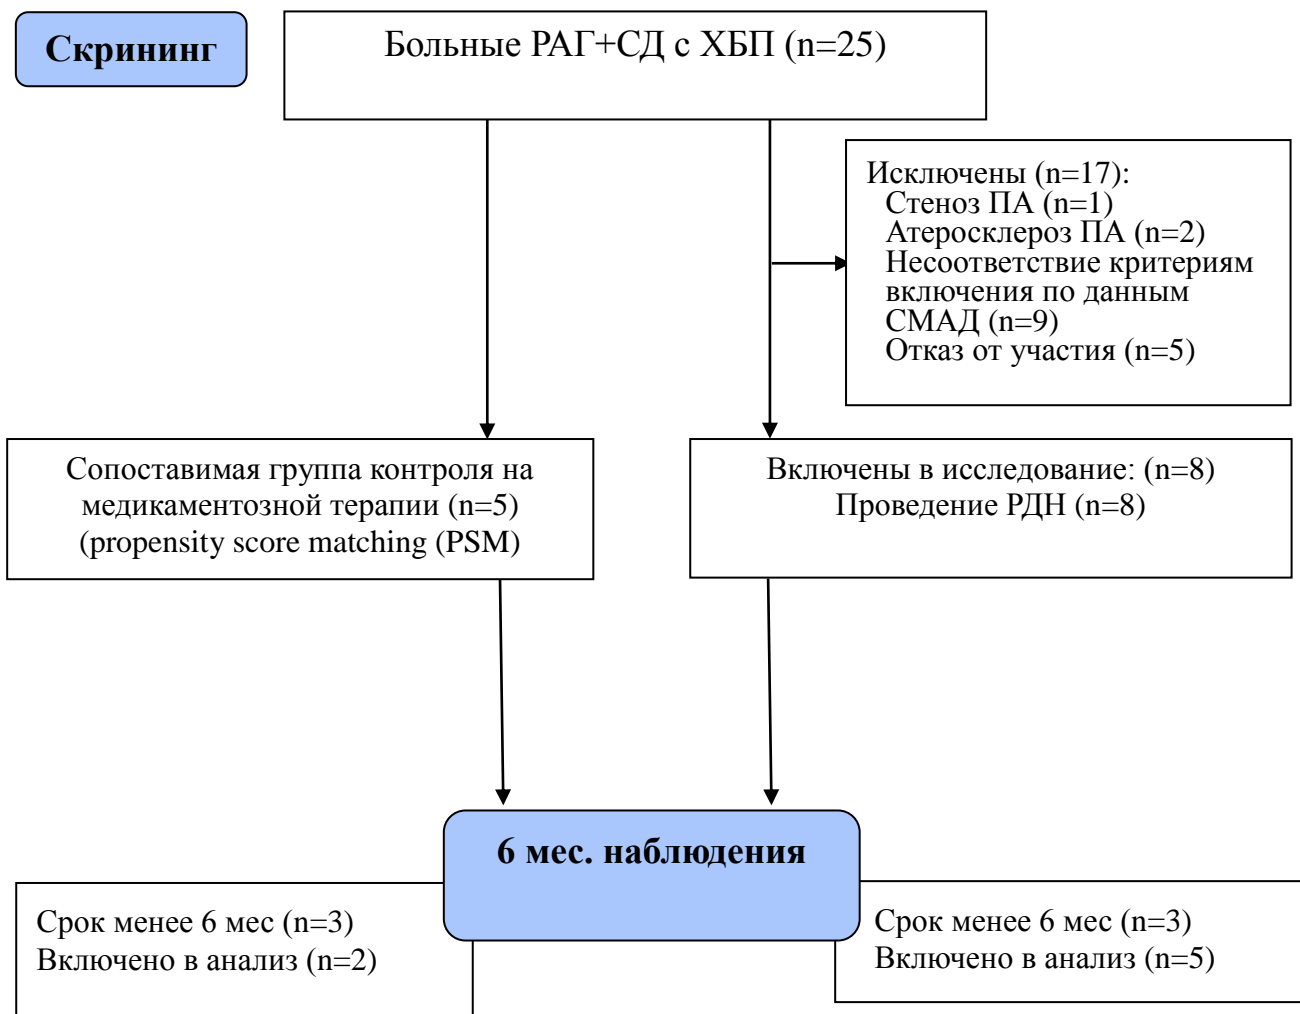 Скрининг
Больные РАГ+СД с ХБП (n=25)
Исключены (n=17):
Стеноз ПА (n=1)
Атеросклероз ПА (n=2)
Несоответствие критериям
включения по данным
СМАД (n=9)
Отказ от участия (n=5)
Сопоставимая группа контроля на
медикаментозной терапии (n=5)
(propensity score matching (PSM)
Включены в исследование: (n=8)
Проведение РДН (n=8)
6 мес. наблюдения
Срок менее 6 мес (n=3)
Включено в анализ (n=2)
Срок менее 6 мес (n=3)
Включено в анализ (n=5)